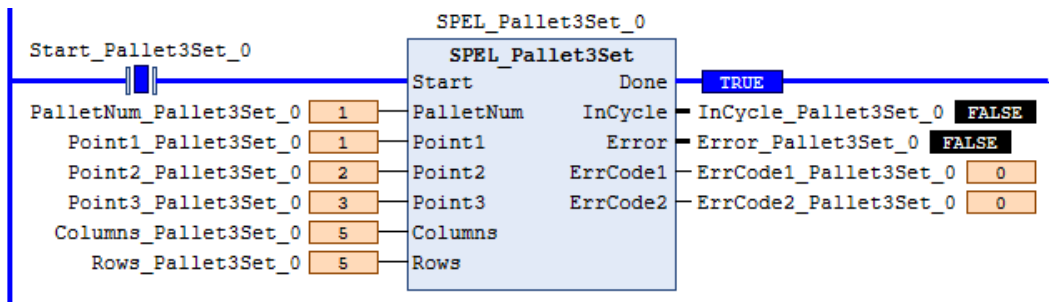 SPEL_Pallet3Set_0
Start_Pallet3Set_0
SPEL_Pallet3Set
Start Done TRUE
PalletNum_Pallet3Set_0 1 PalletNum InCycle InCycle_Pallet3Set_0 FALSE
Point1_Pallet3Set_0 1 Point1 Error Error_Pallet3Set_0 FALSE
Point2_Pallet3Set_0 2 Point2 ErrCode1 ErrCode1_Pallet3Set_0 0
Point3_Pallet3Set_0 3 Point3 ErrCode2 ErrCode2_Pallet3Set_0 0
Columns_Pallet3Set_0 5 Columns
Rows_Pallet3Set_0 5 Rows